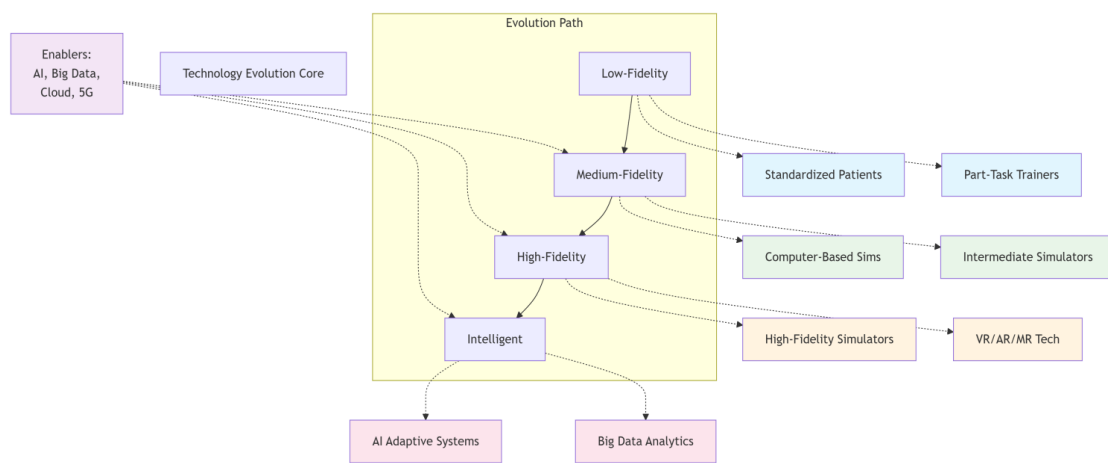 Evolution Path
Enablers:
AI, Big Data,
Cloud, 5G
Technology Evolution Core
Low-Fidelity
Medium-Fidelity
Standardized Patients
Part-Task Trainers
High-Fidelity
Computer-Based Sims
Intermediate Simulators
Intelligent
High-Fidelity Simulators
VR/AR/MR Tech
AI Adaptive Systems
Big Data Analytics